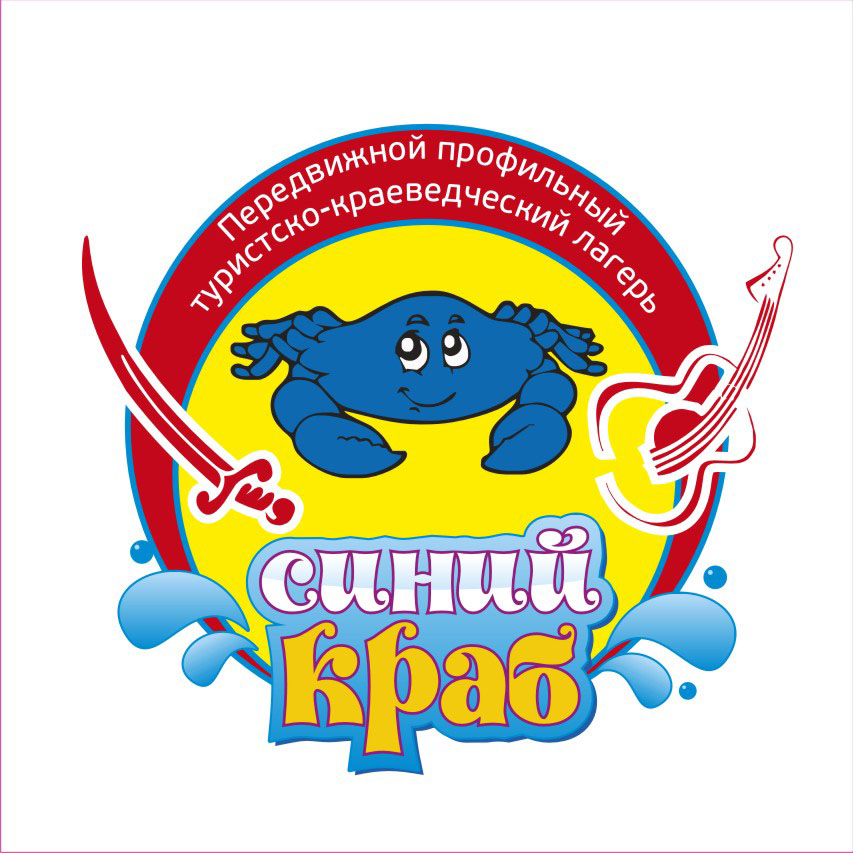 Передвижной профильный
туристско-краеведческий лагерь
синий
краб